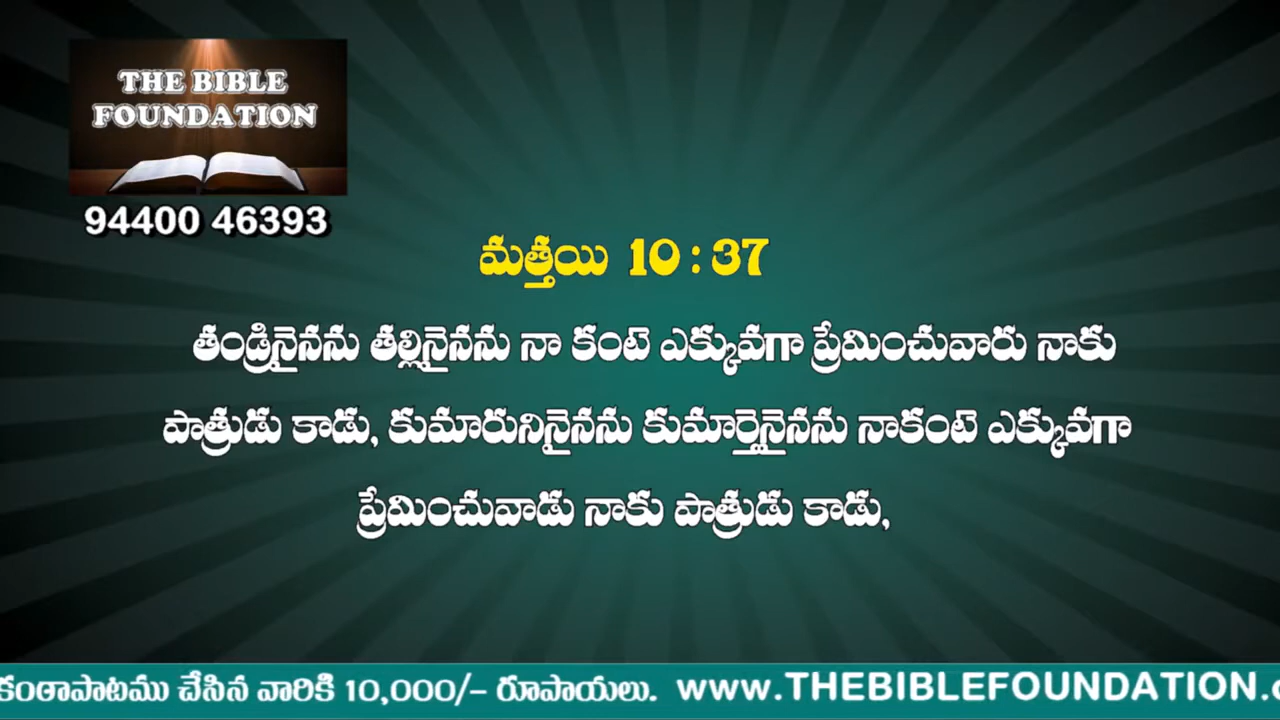 THE BIBLE
FOUNDATION
94400 46393
మత్తయి 10 : 37
తండ్రినైనను తల్లినైనను నా కంటె ఎక్కువగా ప్రేమించువారు నాకు
పాత్రుడు కాడు, కుమారునినైనను కుమార్తెనైనను నాకంటె ఎక్కువగా
ప్రేమించువాడు నాకు పాత్రుడు కాడు,
కంఠాపాటము చేసిన వారికి 10,000/- రూపాయలు. www.THEBIBLEFOUNDATION.c